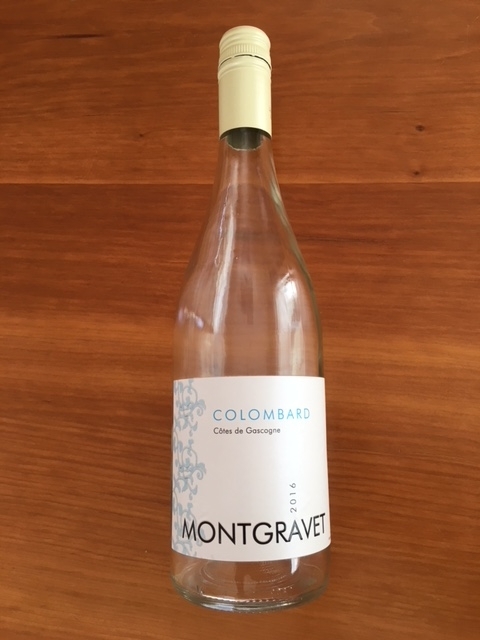 COLOMBARD
Côtes de Gascogne
2016
MONTGRAVET